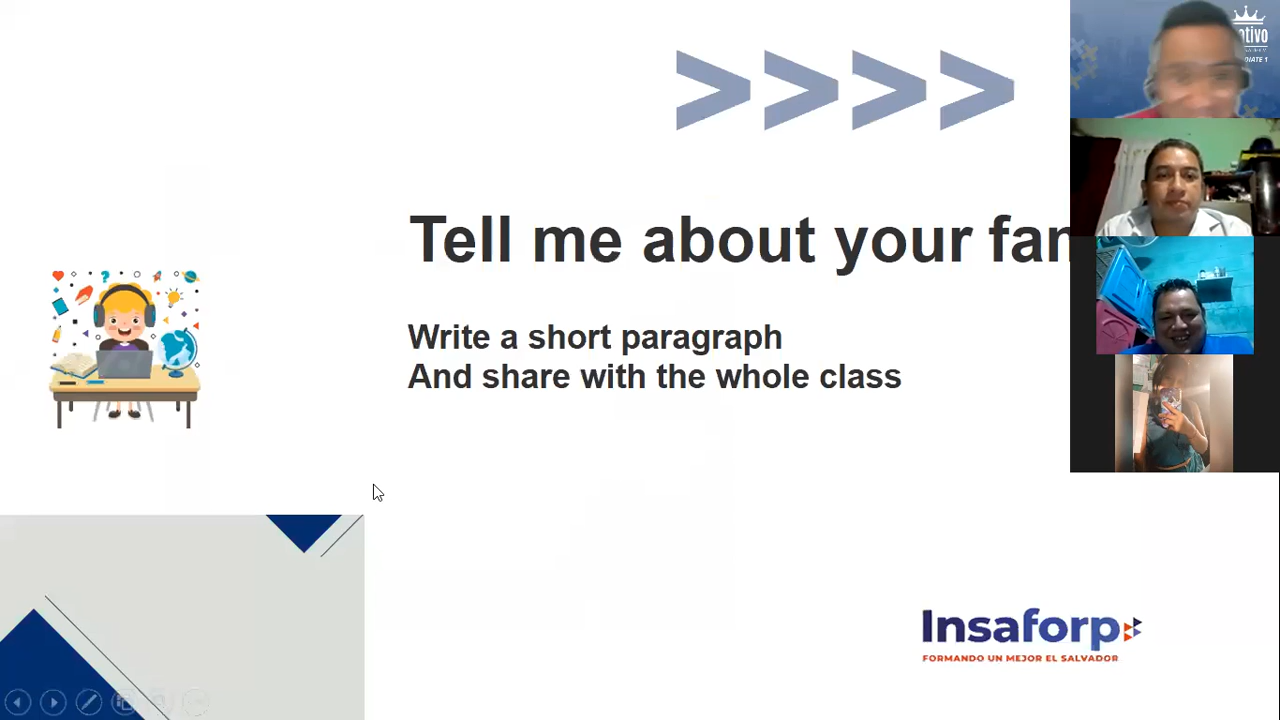 >>>>
Tell me about your
Write a short paragraph
And share with the whole class
Insaforp
FORMANDO UN MEJOR EL SALVADOR